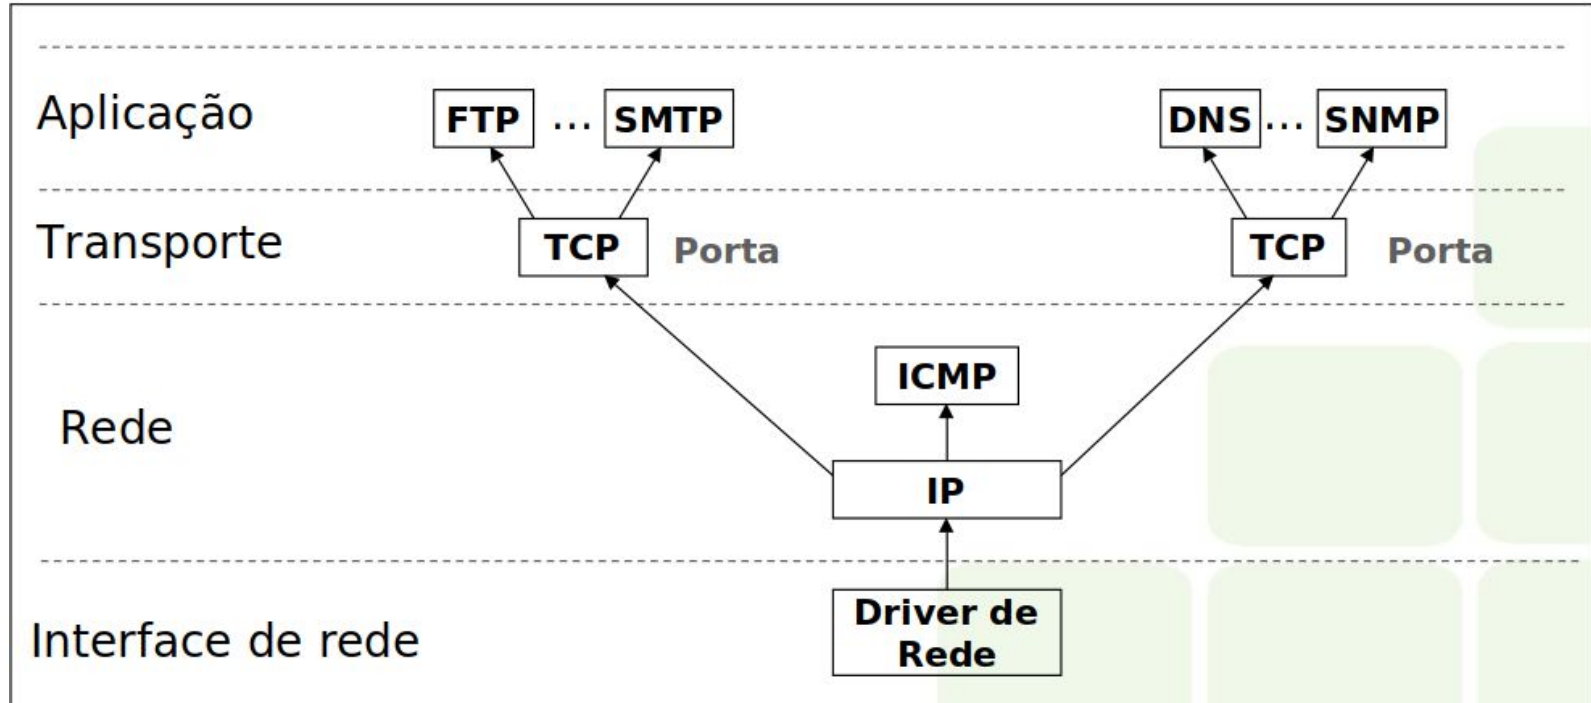 Aplicação
FTP ... SMTP
DNS ... SNMP
Transporte
TCP Porta
TCP Porta
Rede
ICMP
IP
Interface de rede
Driver de
Rede